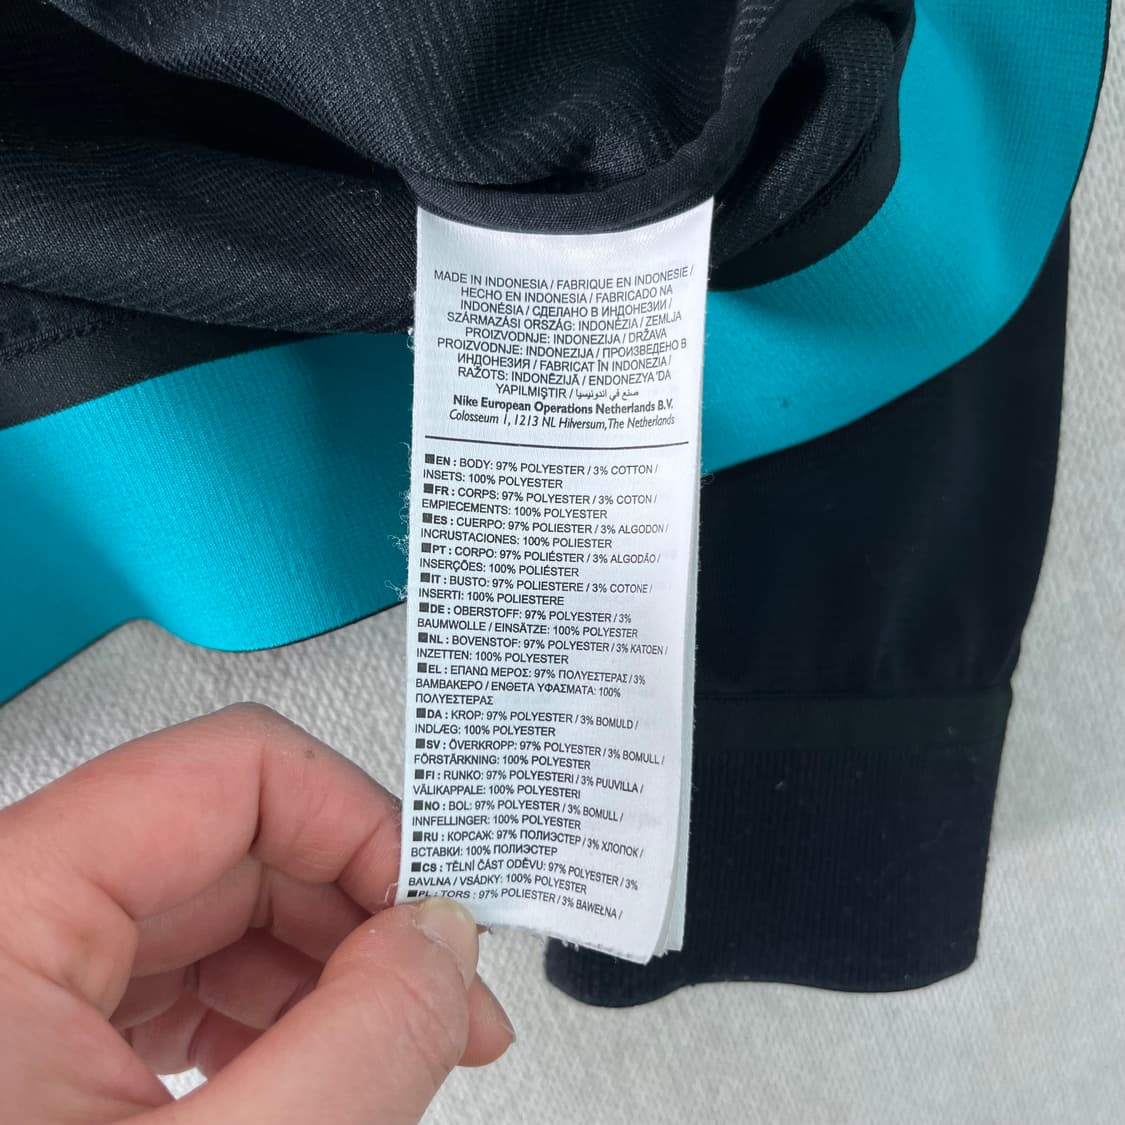 MADE IN INDONESIA / FABRIQUE EN INDONESIE /
HECHO EN INDONESIA / FABRICADO NA
INDONÉSIA / СДЕЛАНО В ИНДОНЕЗИИ /
SZÁRMAZÁSI ORSZÁG: INDONÉZIA / ZEMLJA
PROIZVODNJE: INDONEZIJA / DRŽAVA
PROIZVODNJE: INDONEZIJA / ПРОИЗВЕДЕНО В
ИНДОНЕЗИЯ / FABRICAT ÎN INDONEZIA /
RAŽOTS: INDONĒZIJĀ / ENDONEZYA 'DA
YAPILMIŞTIR / صنع في اندونيسيا
Nike European Operations Netherlands B.V.
Colosseum 1, 1213 NL Hilversum, The Netherlands
EN : BODY: 97% POLYESTER / 3% COTTON /
INSETS: 100% POLYESTER
FR : CORPS: 97% POLYESTER / 3% COTON /
EMPIECEMENTS: 100% POLYESTER
ES : CUERPO: 97% POLIESTER / 3% ALGODON /
INCRUSTACIONES: 100% POLIESTER
PT : CORPO: 97% POLIÉSTER / 3% ALGODÃO /
INSERÇÕES: 100% POLIÉSTER
IT : BUSTO: 97% POLIESTERE / 3% COTONE /
INSERTI: 100% POLIESTERE
DE : OBERSTOFF: 97% POLYESTER / 3%
BAUMWOLLE / EINSÄTZE: 100% POLYESTER
NL : BOVENSTOF: 97% POLYESTER / 3% KATOEN /
INZETTEN: 100% POLYESTER
EL : ΕΠΑΝΩ ΜΕΡΟΣ: 97% ΠΟΛΥΕΣΤΕΡΑΣ / 3%
ΒΑΜΒΑΚΕΡΟ / ΕΝΘΕΤΑ ΥΦΑΣΜΑΤΑ: 100%
ΠΟΛΥΕΣΤΕΡΑΣ
DA : KROP: 97% POLYESTER / 3% BOMULD /
INDLÆG: 100% POLYESTER
SV : ÖVERKROPP: 97% POLYESTER / 3% BOMULL /
FÖRSTÄRKNING: 100% POLYESTER
FI : RUNKO: 97% POLYESTERI / 3% PUUVILLA /
VÄLIKAPPALE: 100% POLYESTERI
NO : BOL: 97% POLYESTER / 3% BOMULL /
INNFELLINGER: 100% POLYESTER
RU : КОРСАЖ: 97% ПОЛИЭСТЕР / 3% ХЛОПОК /
ВСТАВКИ: 100% ПОЛИЭСТЕР
CS : TĚLNÍ ČÁST ODĚVU: 97% POLYESTER / 3%
BAVLNA / VSÁDKY: 100% POLYESTER
PL : TORS : 97% POLIESTER / 3% BAWEŁNA /